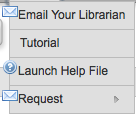 Email Your Librarian
Tutorial
Launch Help File
Request